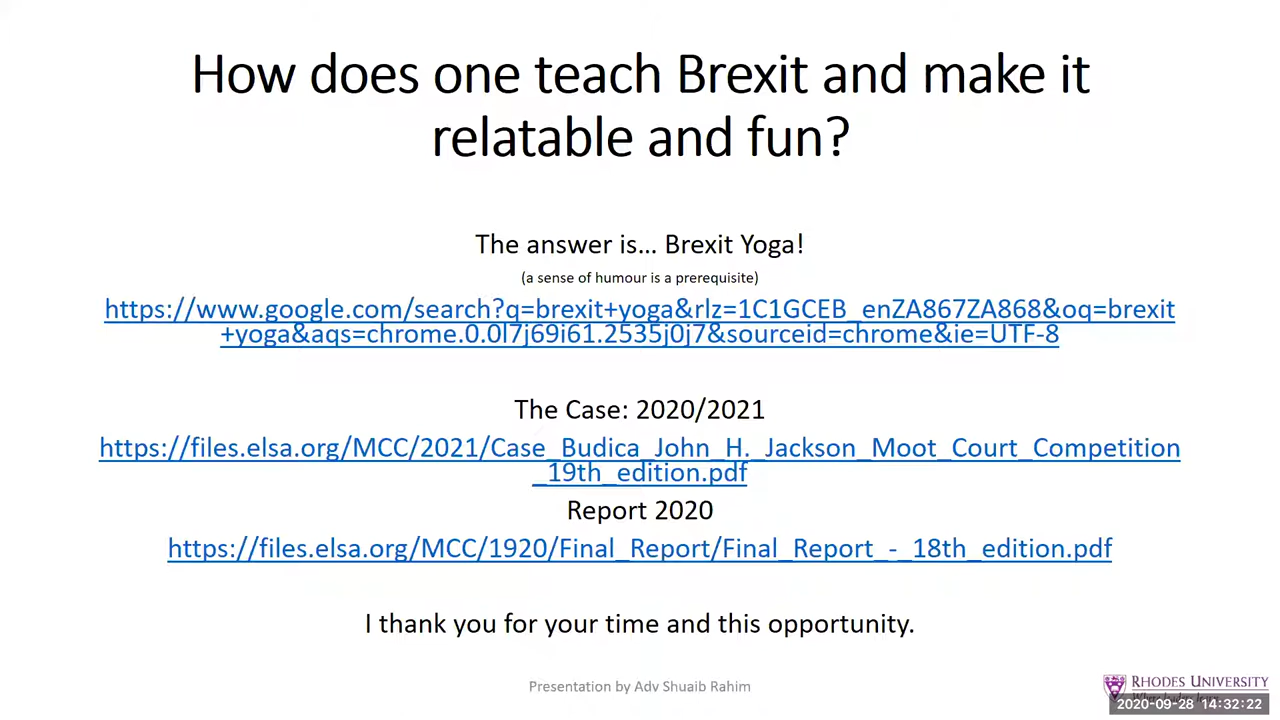 How does one teach Brexit and make it
relatable and fun?
The answer is... Brexit Yoga!
(a sense of humour is a prerequisite)
https://www.google.com/search?q=brexit+yoga&rlz=1C1GCEB_enZA867ZA868&oq=brexit
+yoga&aqs=chrome.0.0l7j69i61.2535j0j7&sourceid=chrome&ie=UTF-8
The Case: 2020/2021
https://files.elsa.org/MCC/2021/Case_Budica_John_H._Jackson_Moot_Court_Competition
_19th_edition.pdf
Report 2020
https://files.elsa.org/MCC/1920/Final_Report/Final_Report_-_18th_edition.pdf
I thank you for your time and this opportunity.
Presentation by Adv Shuaib Rahim
RHODES UNIVERSITY
2020-09-28 14:32:22